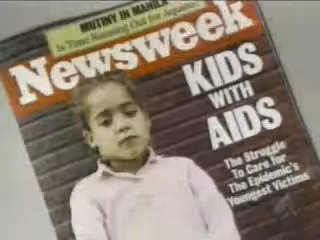 MUTINY IN MANILA
Is Time Running Out for Aquino?
Newsweek
KIDS
WITH
AIDS
The Struggle
To Care for
The Epidemic's
Youngest Victims